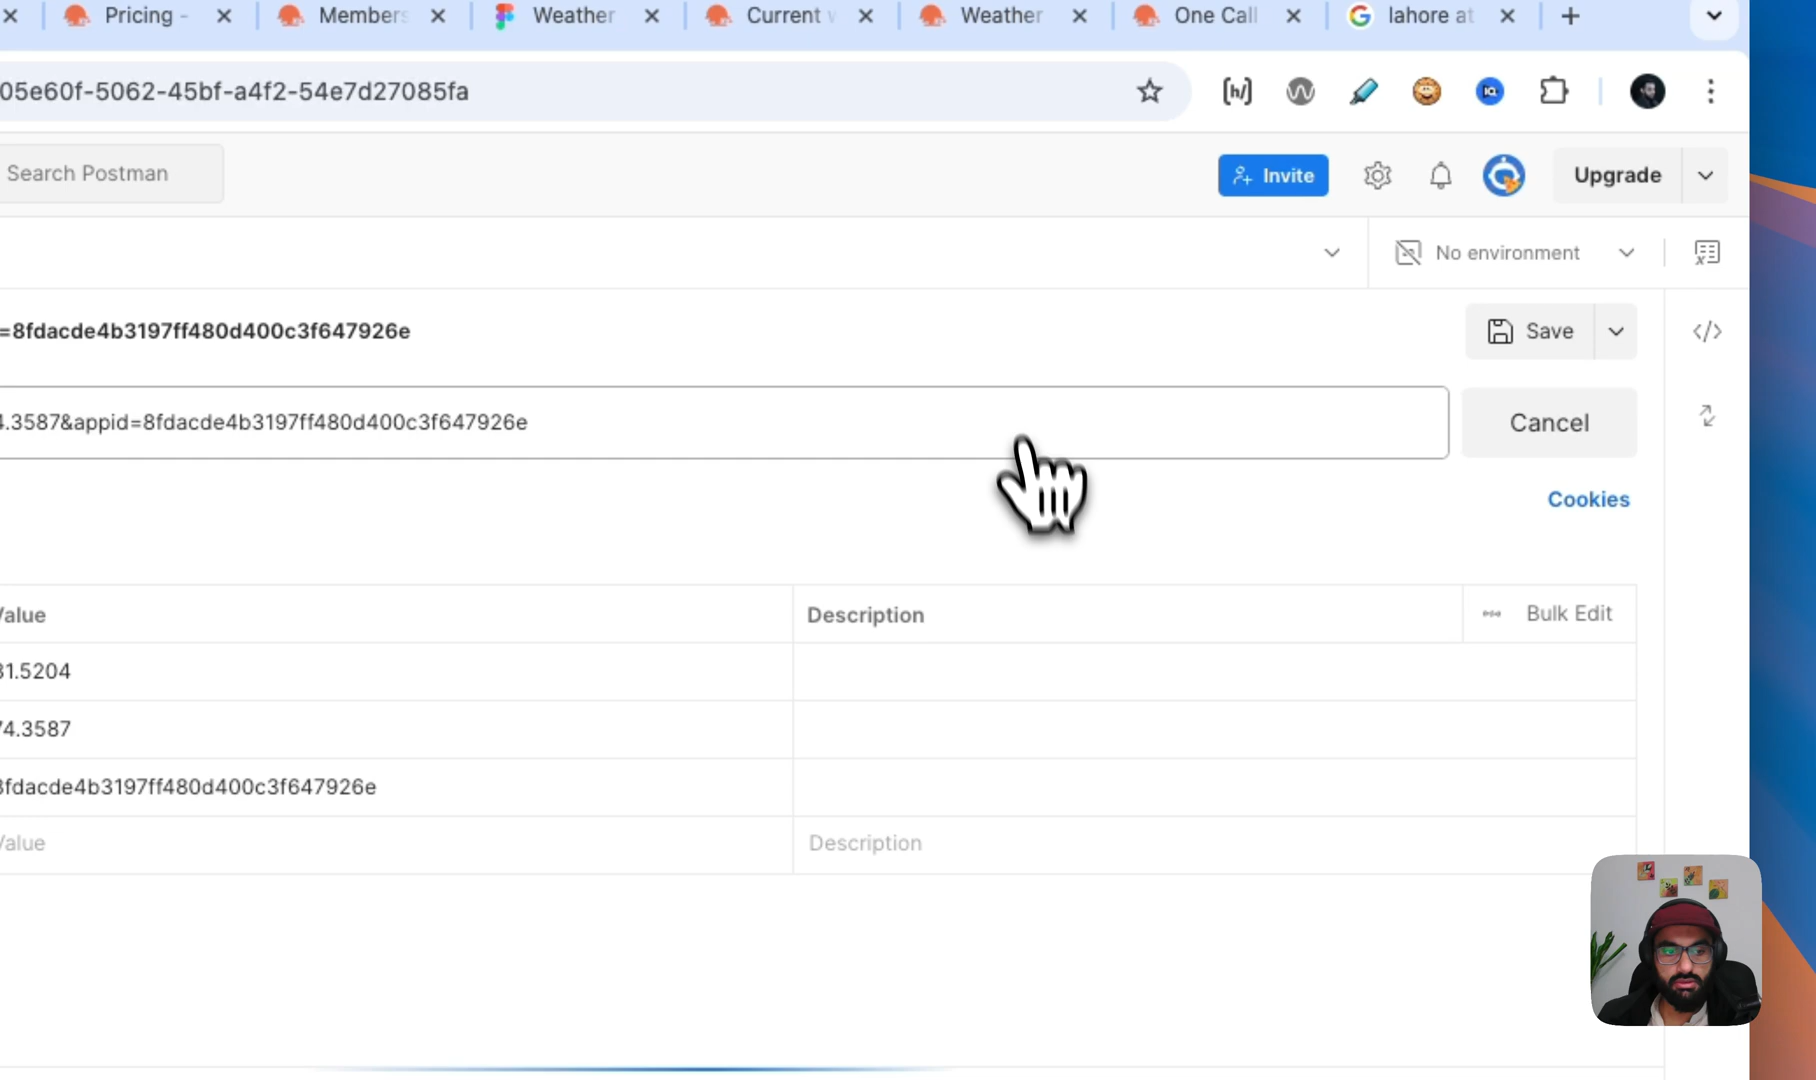 Pricing -
Members
Weather
Current w
Weather
One Call
lahore at
05e60f-5062-45bf-a4f2-54e7d27085fa
Search Postman
Invite
Upgrade
No environment
=8fdacde4b3197ff480d400c3f647926e
Save
4.3587&appid=8fdacde4b3197ff480d400c3f647926e
Cancel
Cookies
Value
Description
Bulk Edit
31.5204
74.3587
8fdacde4b3197ff480d400c3f647926e
Value
Description